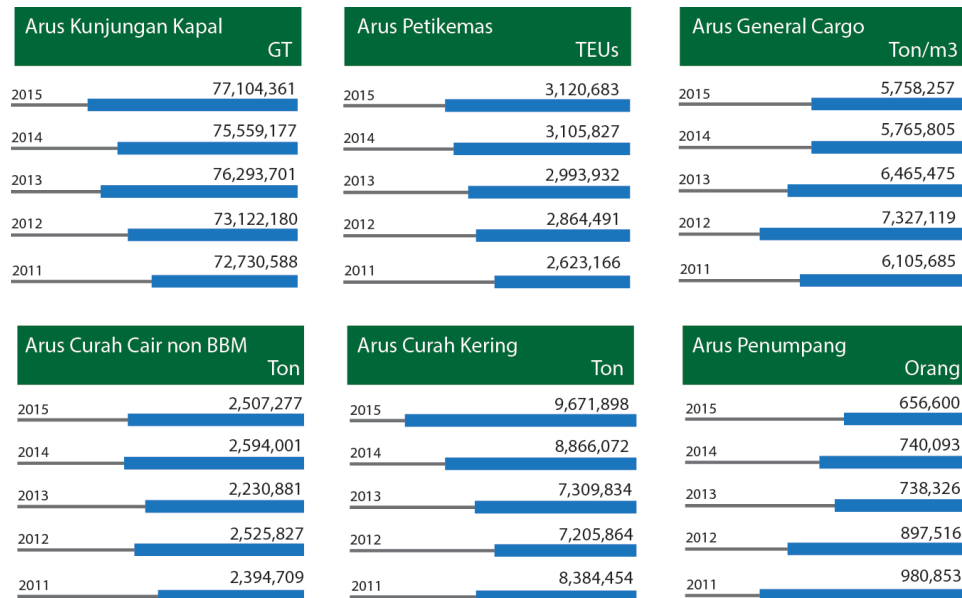 Arus Kunjungan Kapal
GT
2015 77,104,361
2014 75,559,177
2013 76,293,701
2012 73,122,180
2011 72,730,588
Arus Petikemas
TEUs
2015 3,120,683
2014 3,105,827
2013 2,993,932
2012 2,864,491
2011 2,623,166
Arus General Cargo
Ton/m3
2015 5,758,257
2014 5,765,805
2013 6,465,475
2012 7,327,119
2011 6,105,685
Arus Curah Cair non BBM
Ton
2015 2,507,277
2014 2,594,001
2013 2,230,881
2012 2,525,827
2011 2,394,709
Arus Curah Kering
Ton
2015 9,671,898
2014 8,866,072
2013 7,309,834
2012 7,205,864
2011 8,384,454
Arus Penumpang
Orang
2015 656,600
2014 740,093
2013 738,326
2012 897,516
2011 980,853